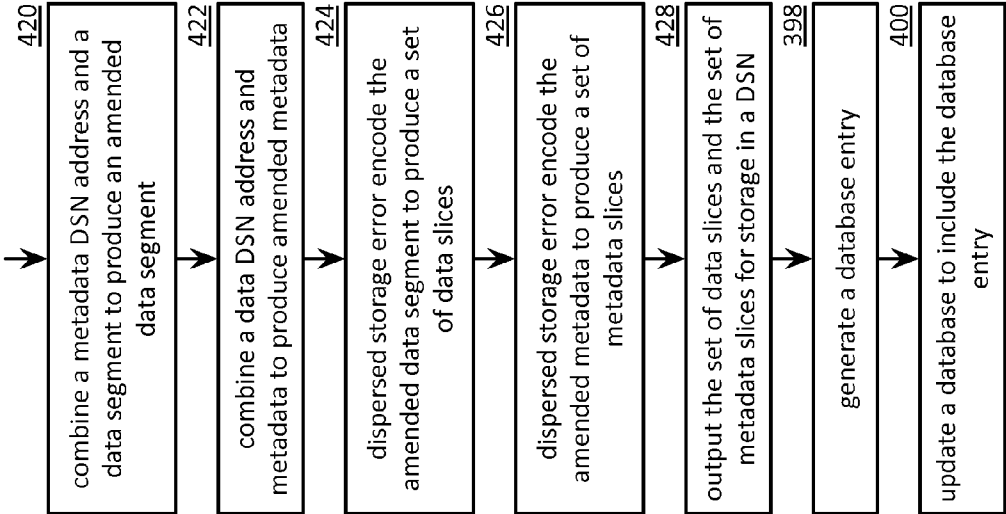 420
combine a metadata DSN address and a
data segment to produce an amended
data segment
422
combine a data DSN address and
metadata to produce amended metadata
424
dispersed storage error encode the
amended data segment to produce a set
of data slices
426
dispersed storage error encode the
amended metadata to produce a set of
metadata slices
428
output the set of data slices and the set of
metadata slices for storage in a DSN
398
generate a database entry
400
update a database to include the database
entry